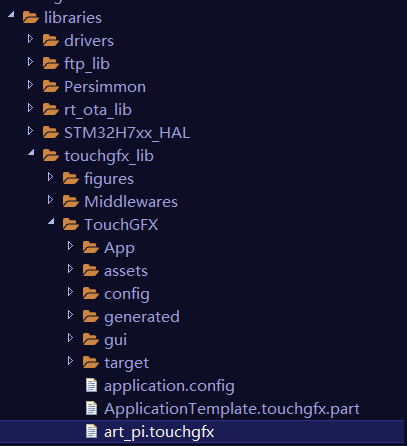 libraries
drivers
ftp_lib
Persimmon
rt_ota_lib
STM32H7xx_HAL
touchgfx_lib
figures
Middlewares
TouchGFX
App
assets
config
generated
gui
target
application.config
ApplicationTemplate.touchgfx.part
art_pi.touchgfx